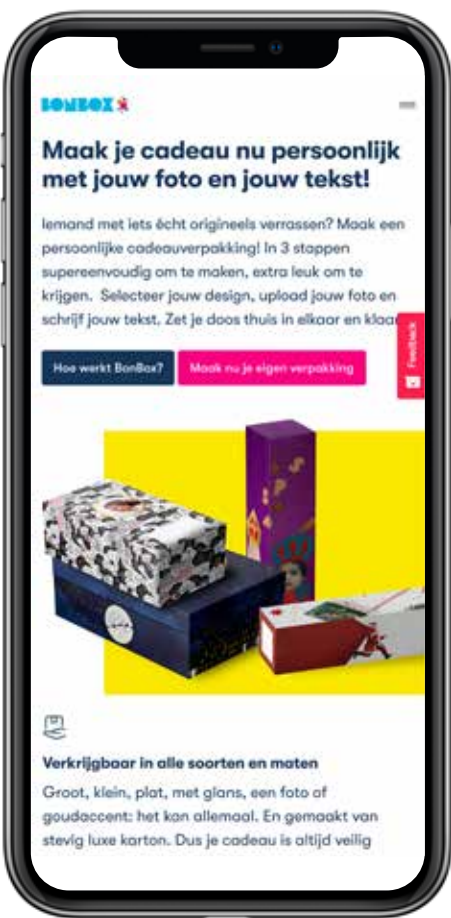 BONBOX
Maak je cadeau nu persoonlijk
met jouw foto en jouw tekst!
Iemand met iets écht origineels verrassen? Maak een
persoonlijke cadeauverpakking! In 3 stappen
supereenvoudig om te maken, extra leuk om te
krijgen. Selecteer jouw design, upload jouw foto en
schrijf jouw tekst. Zet je doos thuis in elkaar en klaar
Feedback
Hoe werkt BonBox?
Maak nu je eigen verpakking
Verkrijgbaar in alle soorten en maten
Groot, klein, plat, met glans, een foto of
goudaccent: het kan allemaal. En gemaakt van
stevig luxe karton. Dus je cadeau is altijd veilig